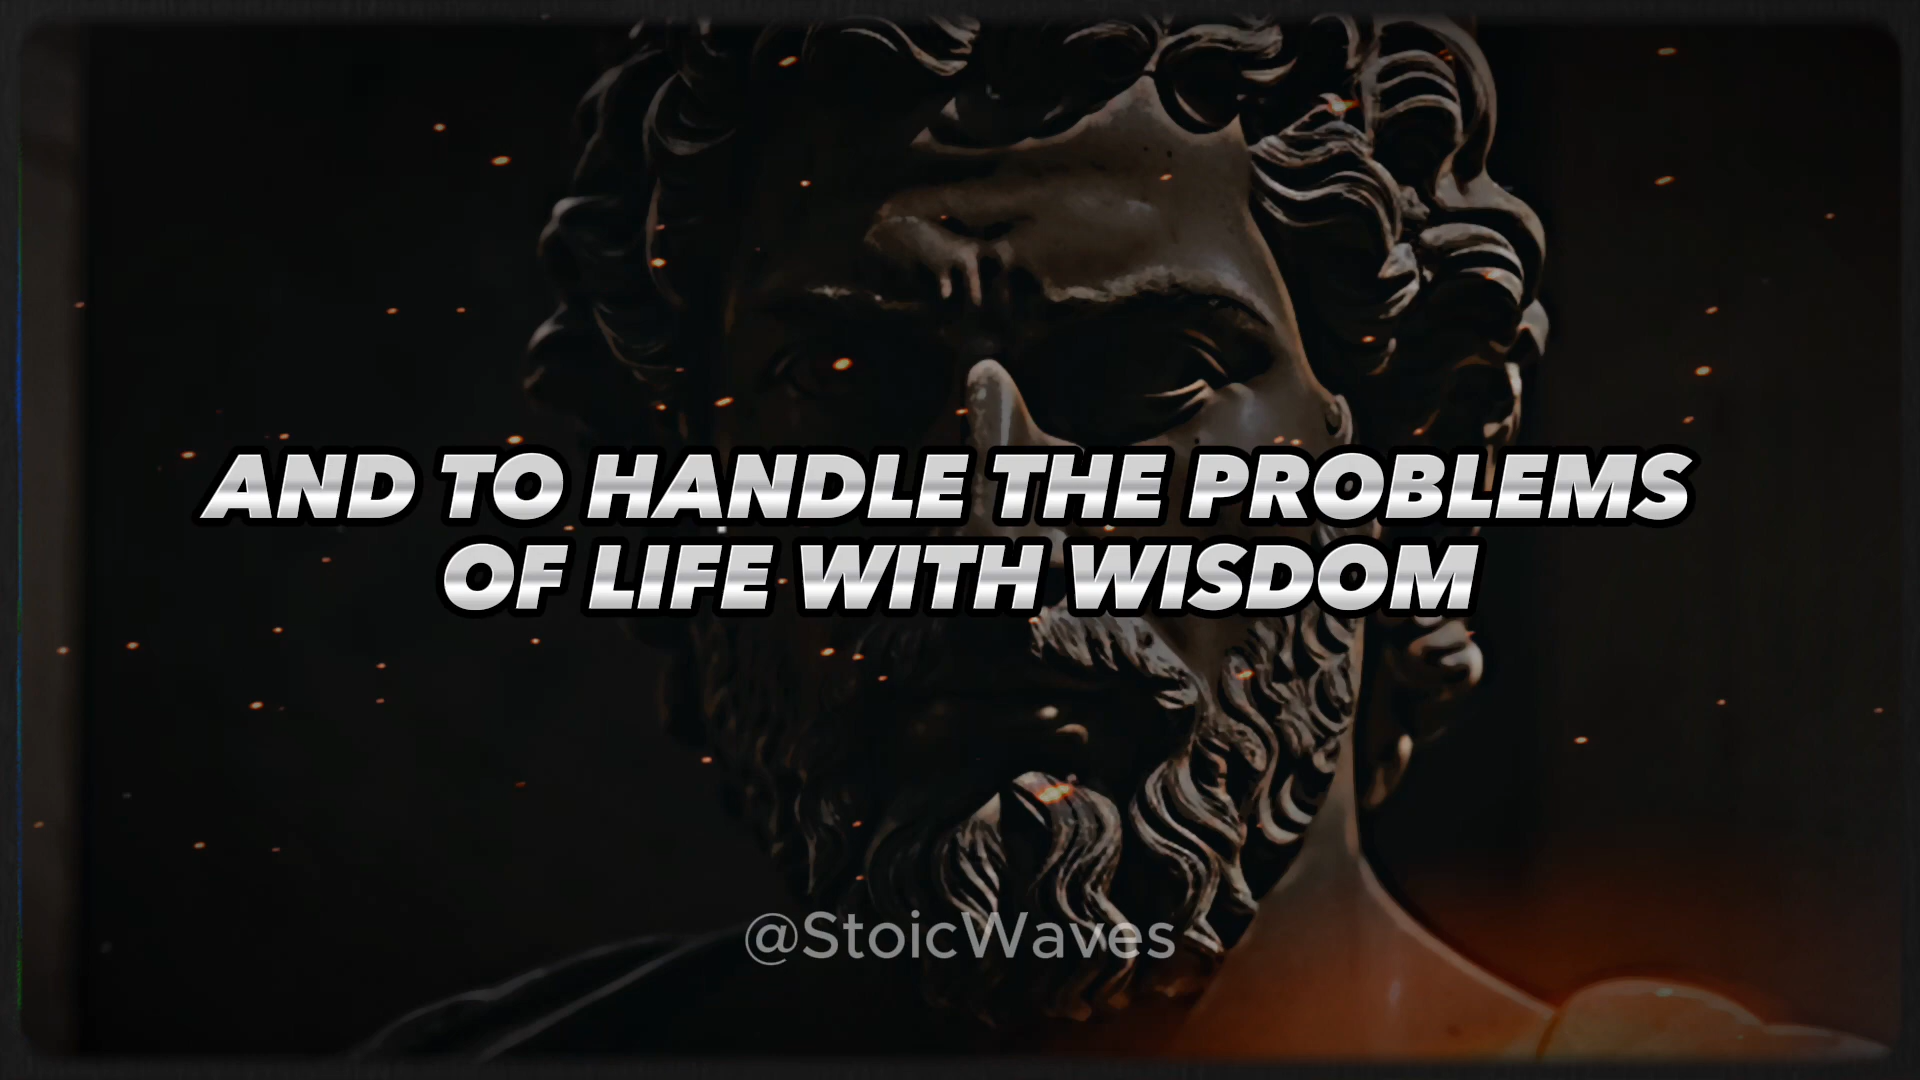 AND TO HANDLE THE PROBLEMS
OF LIFE WITH WISDOM
@StoicWaves